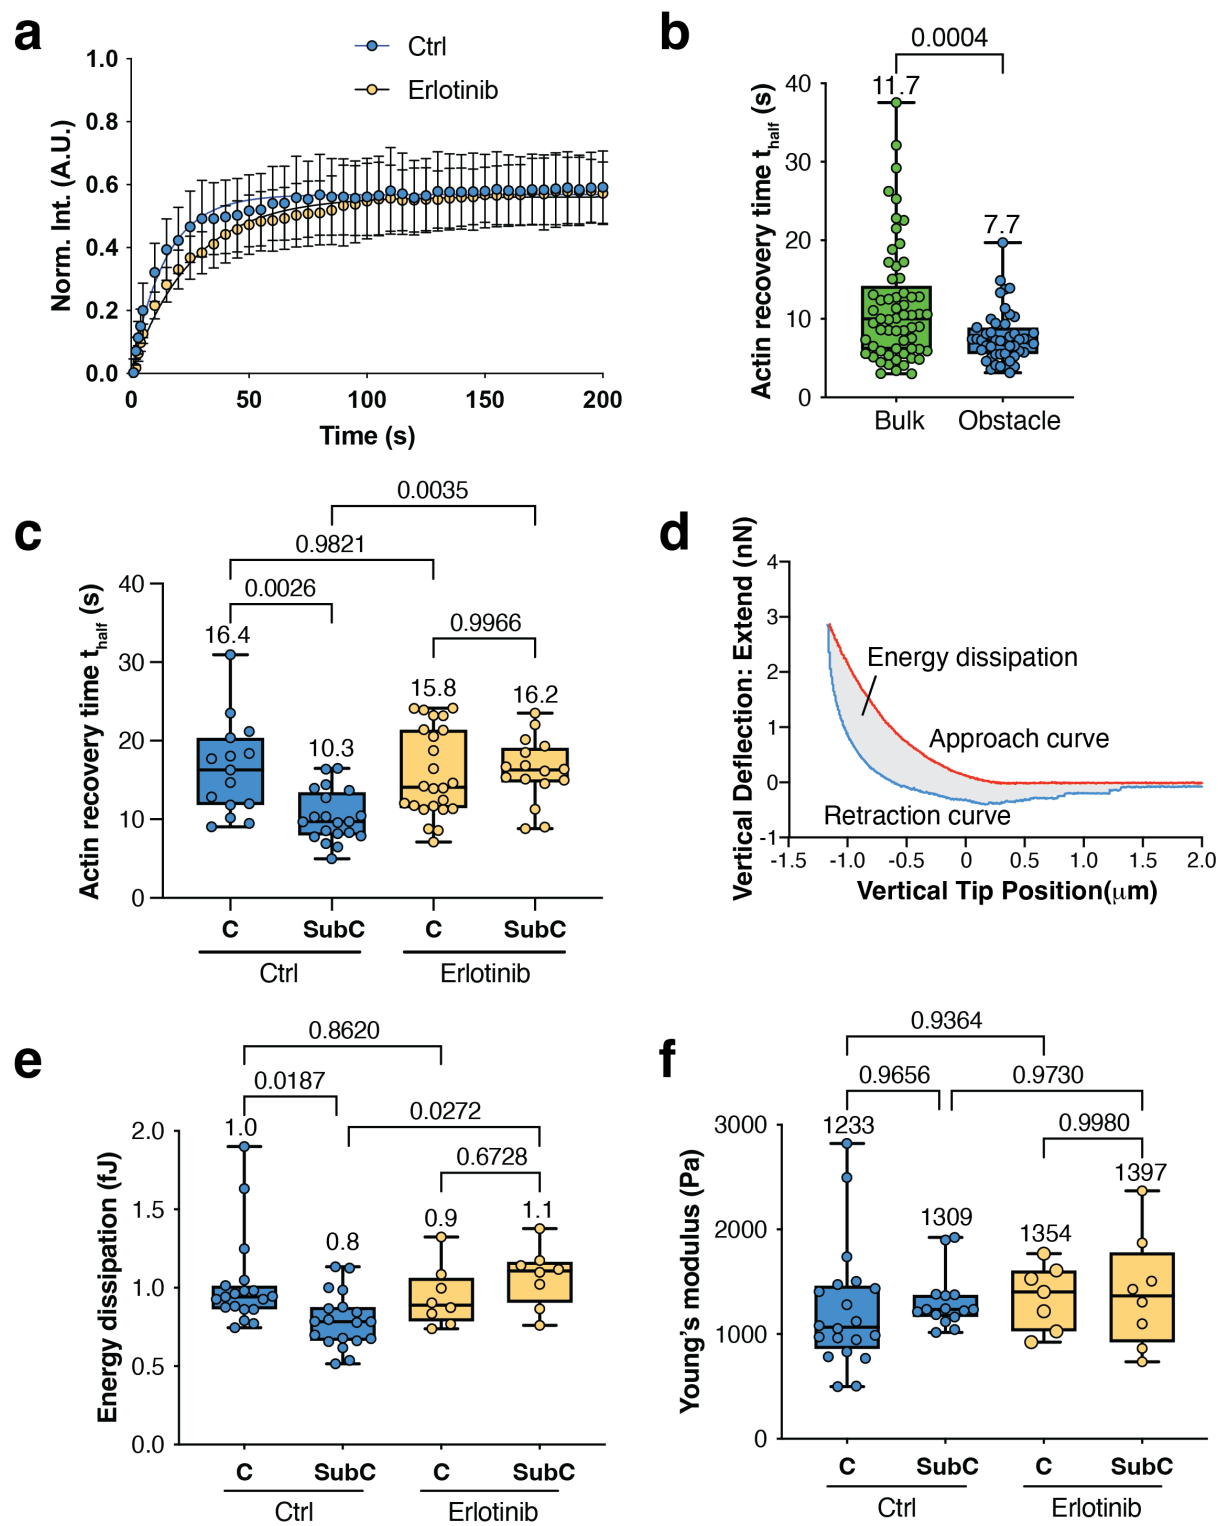 a
Ctrl
Erlotinib
Norm. Int. (A.U.)
1.0
0.8
0.6
0.4
0.2
0.0
0
50
100
150
200
Time (s)
b
0.0004
Actin recovery time thalf (s)
40
30
20
10
0
11.7
7.7
Bulk
Obstacle
c
0.0035
0.9821
0.0026
0.9966
Actin recovery time thalf (s)
40
30
20
10
0
16.4
10.3
15.8
16.2
C
SubC
C
SubC
Ctrl
Erlotinib
d
Vertical Deflection: Extend (nN)
4
3
2
1
0
-1
Energy dissipation
Approach curve
Retraction curve
-1.5
-1.0
-0.5
0
0.5
1.0
1.5
2.0
Vertical Tip Position(μm)
e
0.8620
0.0187
0.0272
0.6728
Energy dissipation (fJ)
2.0
1.5
1.0
0.5
0.0
1.0
0.8
0.9
1.1
C
SubC
C
SubC
Ctrl
Erlotinib
f
0.9364
0.9656
0.9730
0.9980
Young's modulus (Pa)
3000
2000
1000
0
1233
1309
1354
1397
C
SubC
C
SubC
Ctrl
Erlotinib